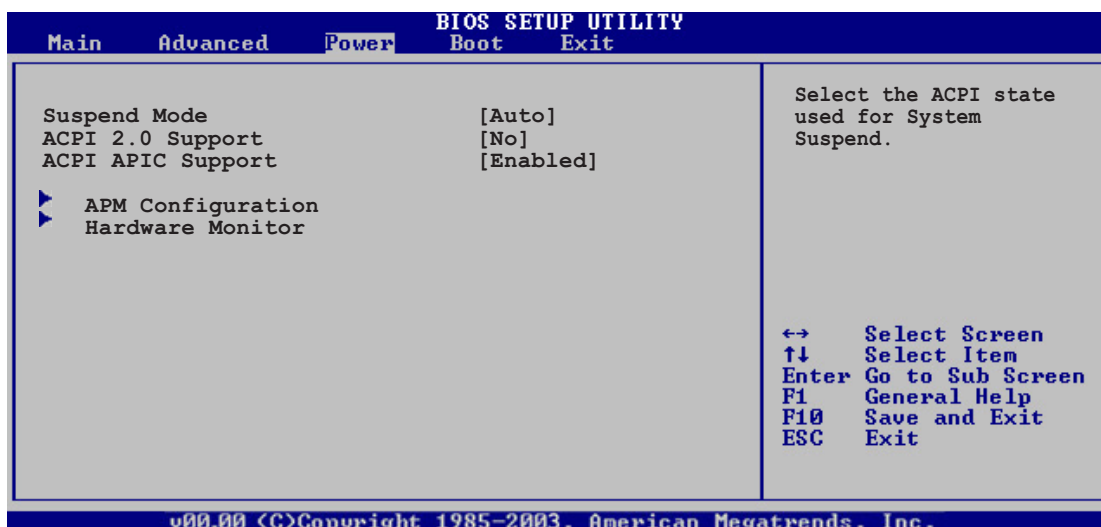 BIOS SETUP UTILITY
Main Advanced Power Boot Exit
Suspend Mode [Auto]
ACPI 2.0 Support [No]
ACPI APIC Support [Enabled]
APM Configuration
Hardware Monitor
Select the ACPI state
used for System
Suspend.
←→ Select Screen
↑↓ Select Item
Enter Go to Sub Screen
F1 General Help
F10 Save and Exit
ESC Exit
v00.00 (C)Copyright 1985-2003, American Megatrends, Inc.